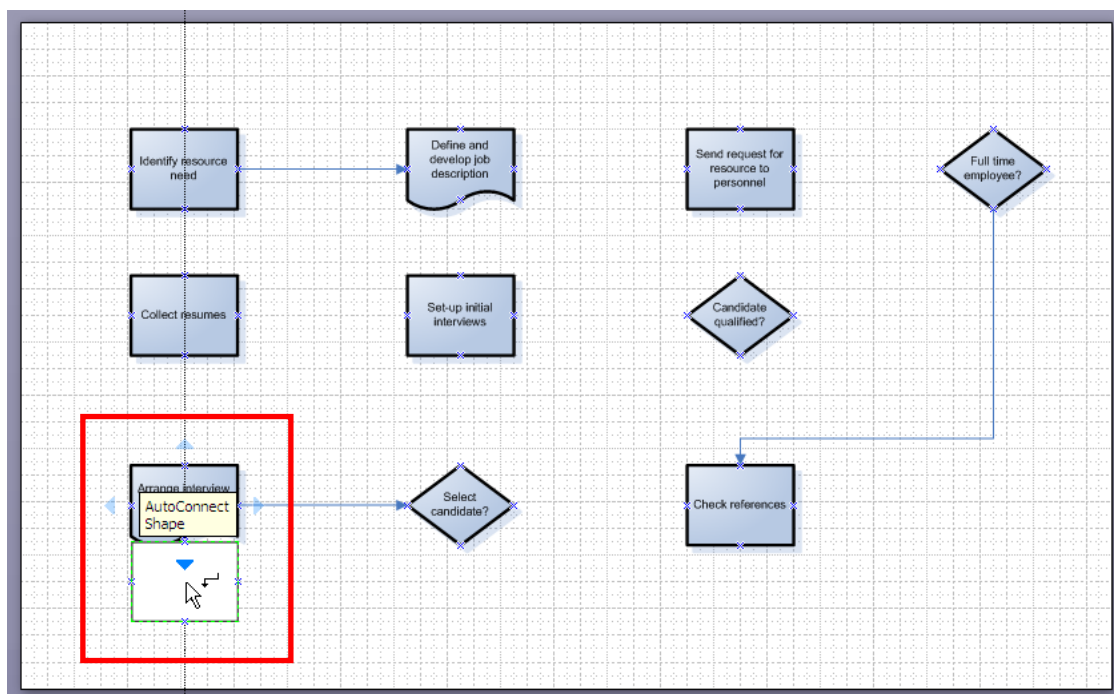 Identify resource
need
Define and
develop job
description
Send request for
resource to
personnel
Full time
employee?
Collect resumes
Set-up initial
interviews
Candidate
qualified?
Arrange interview
AutoConnect
Shape
Select
candidate?
Check references